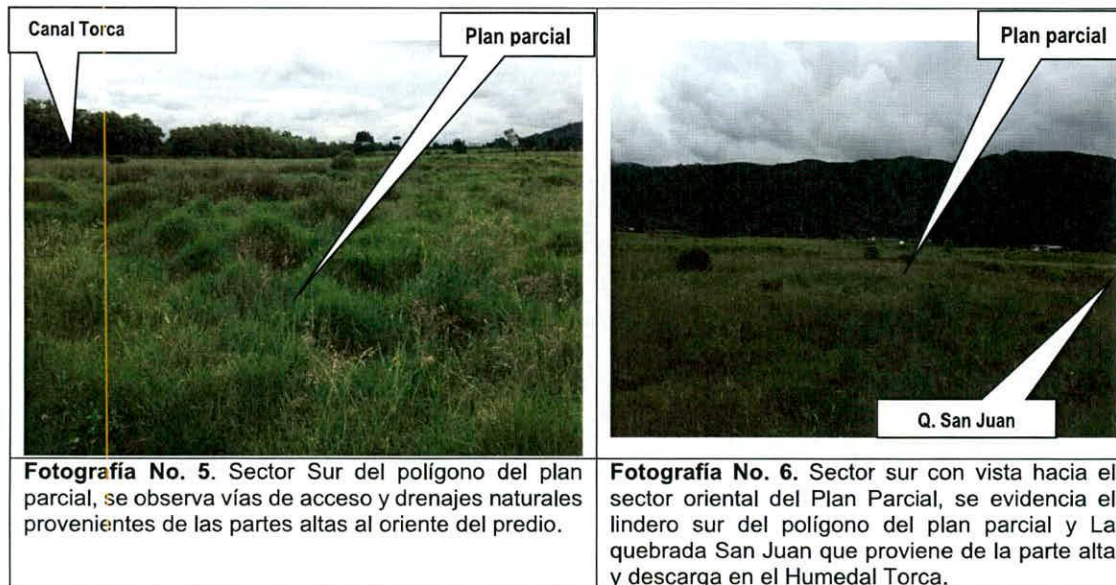 Canal Torca
Plan parcial
Plan parcial
Q. San Juan
Fotografía No. 5. Sector Sur del polígono del plan
parcial, se observa vías de acceso y drenajes naturales
provenientes de las partes altas al oriente del predio.
Fotografía No. 6. Sector sur con vista hacia el
sector oriental del Plan Parcial, se evidencia el
lindero sur del polígono del plan parcial y La
quebrada San Juan que proviene de la parte alta
y descarga en el Humedal Torca.